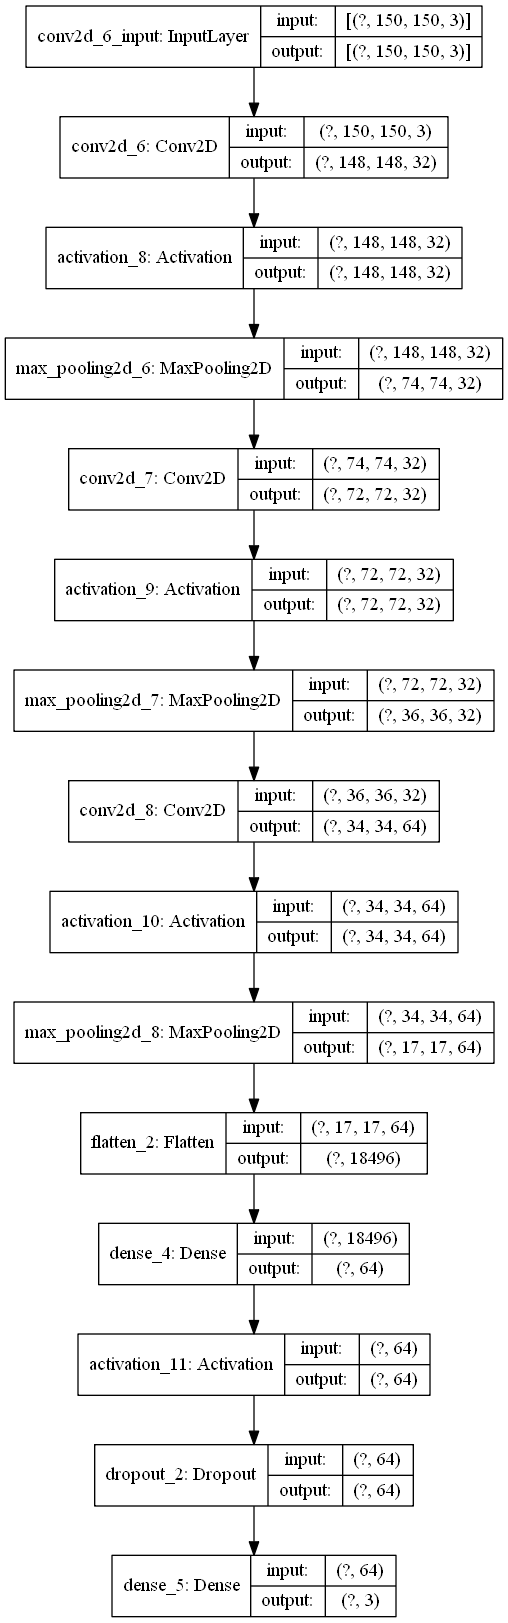 conv2d_6_input: InputLayer
input: [(?, 150, 150, 3)]
output: [(?, 150, 150, 3)]
conv2d_6: Conv2D
input: (?, 150, 150, 3)
output: (?, 148, 148, 32)
activation_8: Activation
input: (?, 148, 148, 32)
output: (?, 148, 148, 32)
max_pooling2d_6: MaxPooling2D
input: (?, 148, 148, 32)
output: (?, 74, 74, 32)
conv2d_7: Conv2D
input: (?, 74, 74, 32)
output: (?, 72, 72, 32)
activation_9: Activation
input: (?, 72, 72, 32)
output: (?, 72, 72, 32)
max_pooling2d_7: MaxPooling2D
input: (?, 72, 72, 32)
output: (?, 36, 36, 32)
conv2d_8: Conv2D
input: (?, 36, 36, 32)
output: (?, 34, 34, 64)
activation_10: Activation
input: (?, 34, 34, 64)
output: (?, 34, 34, 64)
max_pooling2d_8: MaxPooling2D
input: (?, 34, 34, 64)
output: (?, 17, 17, 64)
flatten_2: Flatten
input: (?, 17, 17, 64)
output: (?, 18496)
dense_4: Dense
input: (?, 18496)
output: (?, 64)
activation_11: Activation
input: (?, 64)
output: (?, 64)
dropout_2: Dropout
input: (?, 64)
output: (?, 64)
dense_5: Dense
input: (?, 64)
output: (?, 3)